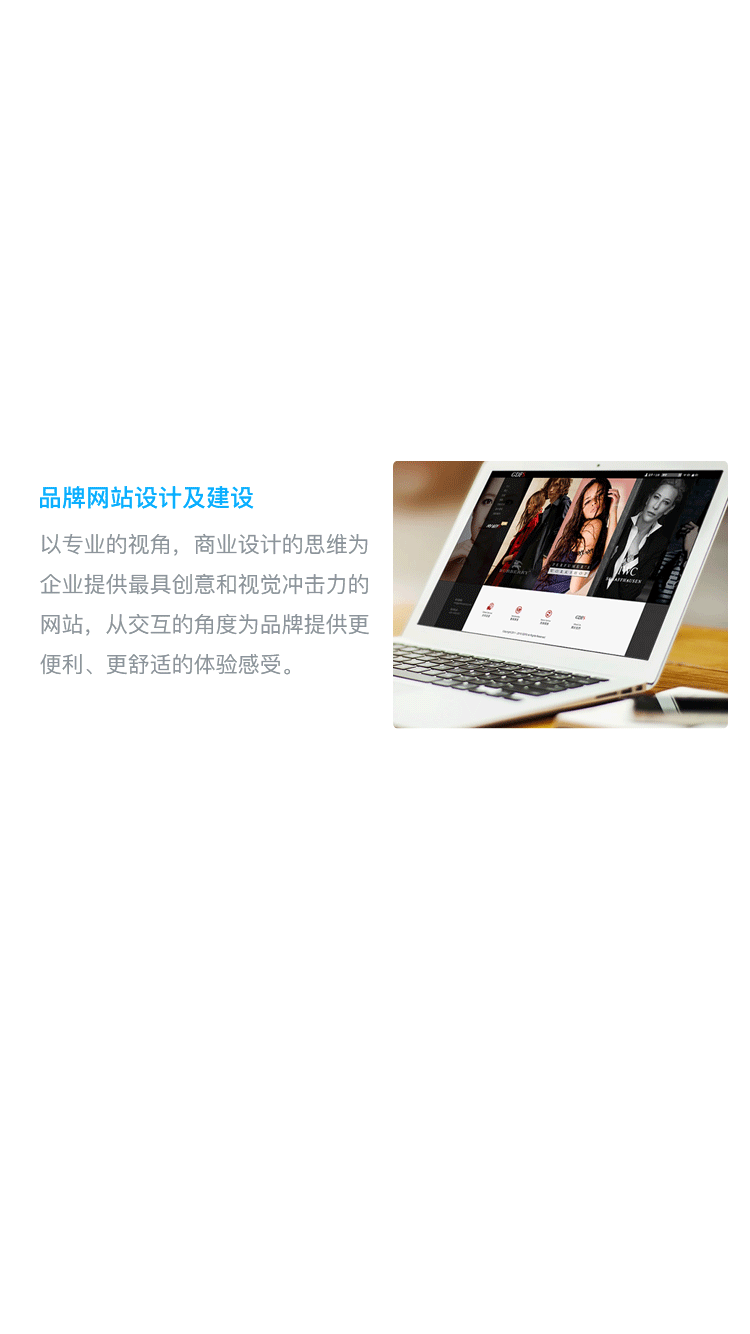 品牌网站设计及建设
以专业的视角，商业设计的思维为
企业提供最具创意和视觉冲击力的
网站，从交互的角度为品牌提供更
便利、更舒适的体验感受。
IWC
SCHAFFHAUSEN